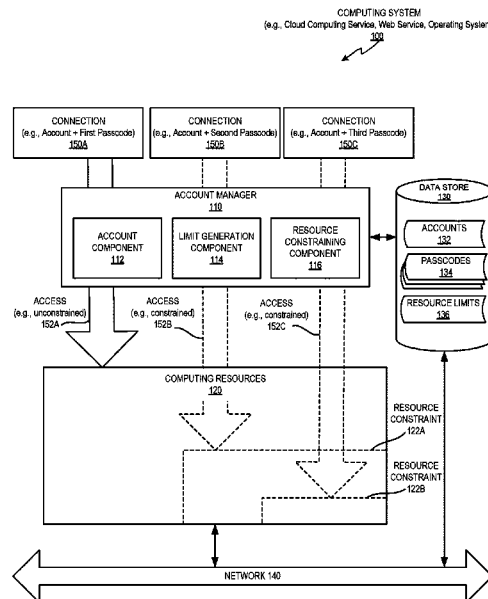 COMPUTING SYSTEM
(e.g., Cloud Computing Service, Web Service, Operating System
100
CONNECTION
(e.g., Account + First Passcode)
150A
CONNECTION
(e.g., Account + Second Passcode)
150B
CONNECTION
(e.g., Account + Third Passcode)
150C
ACCOUNT MANAGER
110
ACCOUNT
COMPONENT
112
LIMIT GENERATION
COMPONENT
114
RESOURCE
CONSTRAINING
COMPONENT
116
DATA STORE
130
ACCOUNTS
132
PASSCODES
134
RESOURCE LIMITS
136
ACCESS
(e.g., unconstrained)
152A
ACCESS
(e.g., constrained)
152B
ACCESS
(e.g., constrained)
152C
COMPUTING RESOURCES
120
RESOURCE
CONSTRAINT
122A
RESOURCE
CONSTRAINT
122B
NETWORK 140